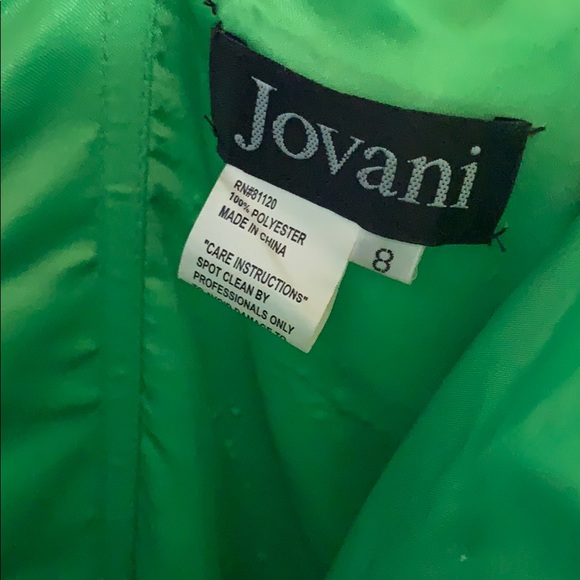 Jovani
RN#81120
100% POLYESTER
MADE IN CHINA
"CARE INSTRUCTIONS"
SPOT CLEAN BY
PROFESSIONALS ONLY
8